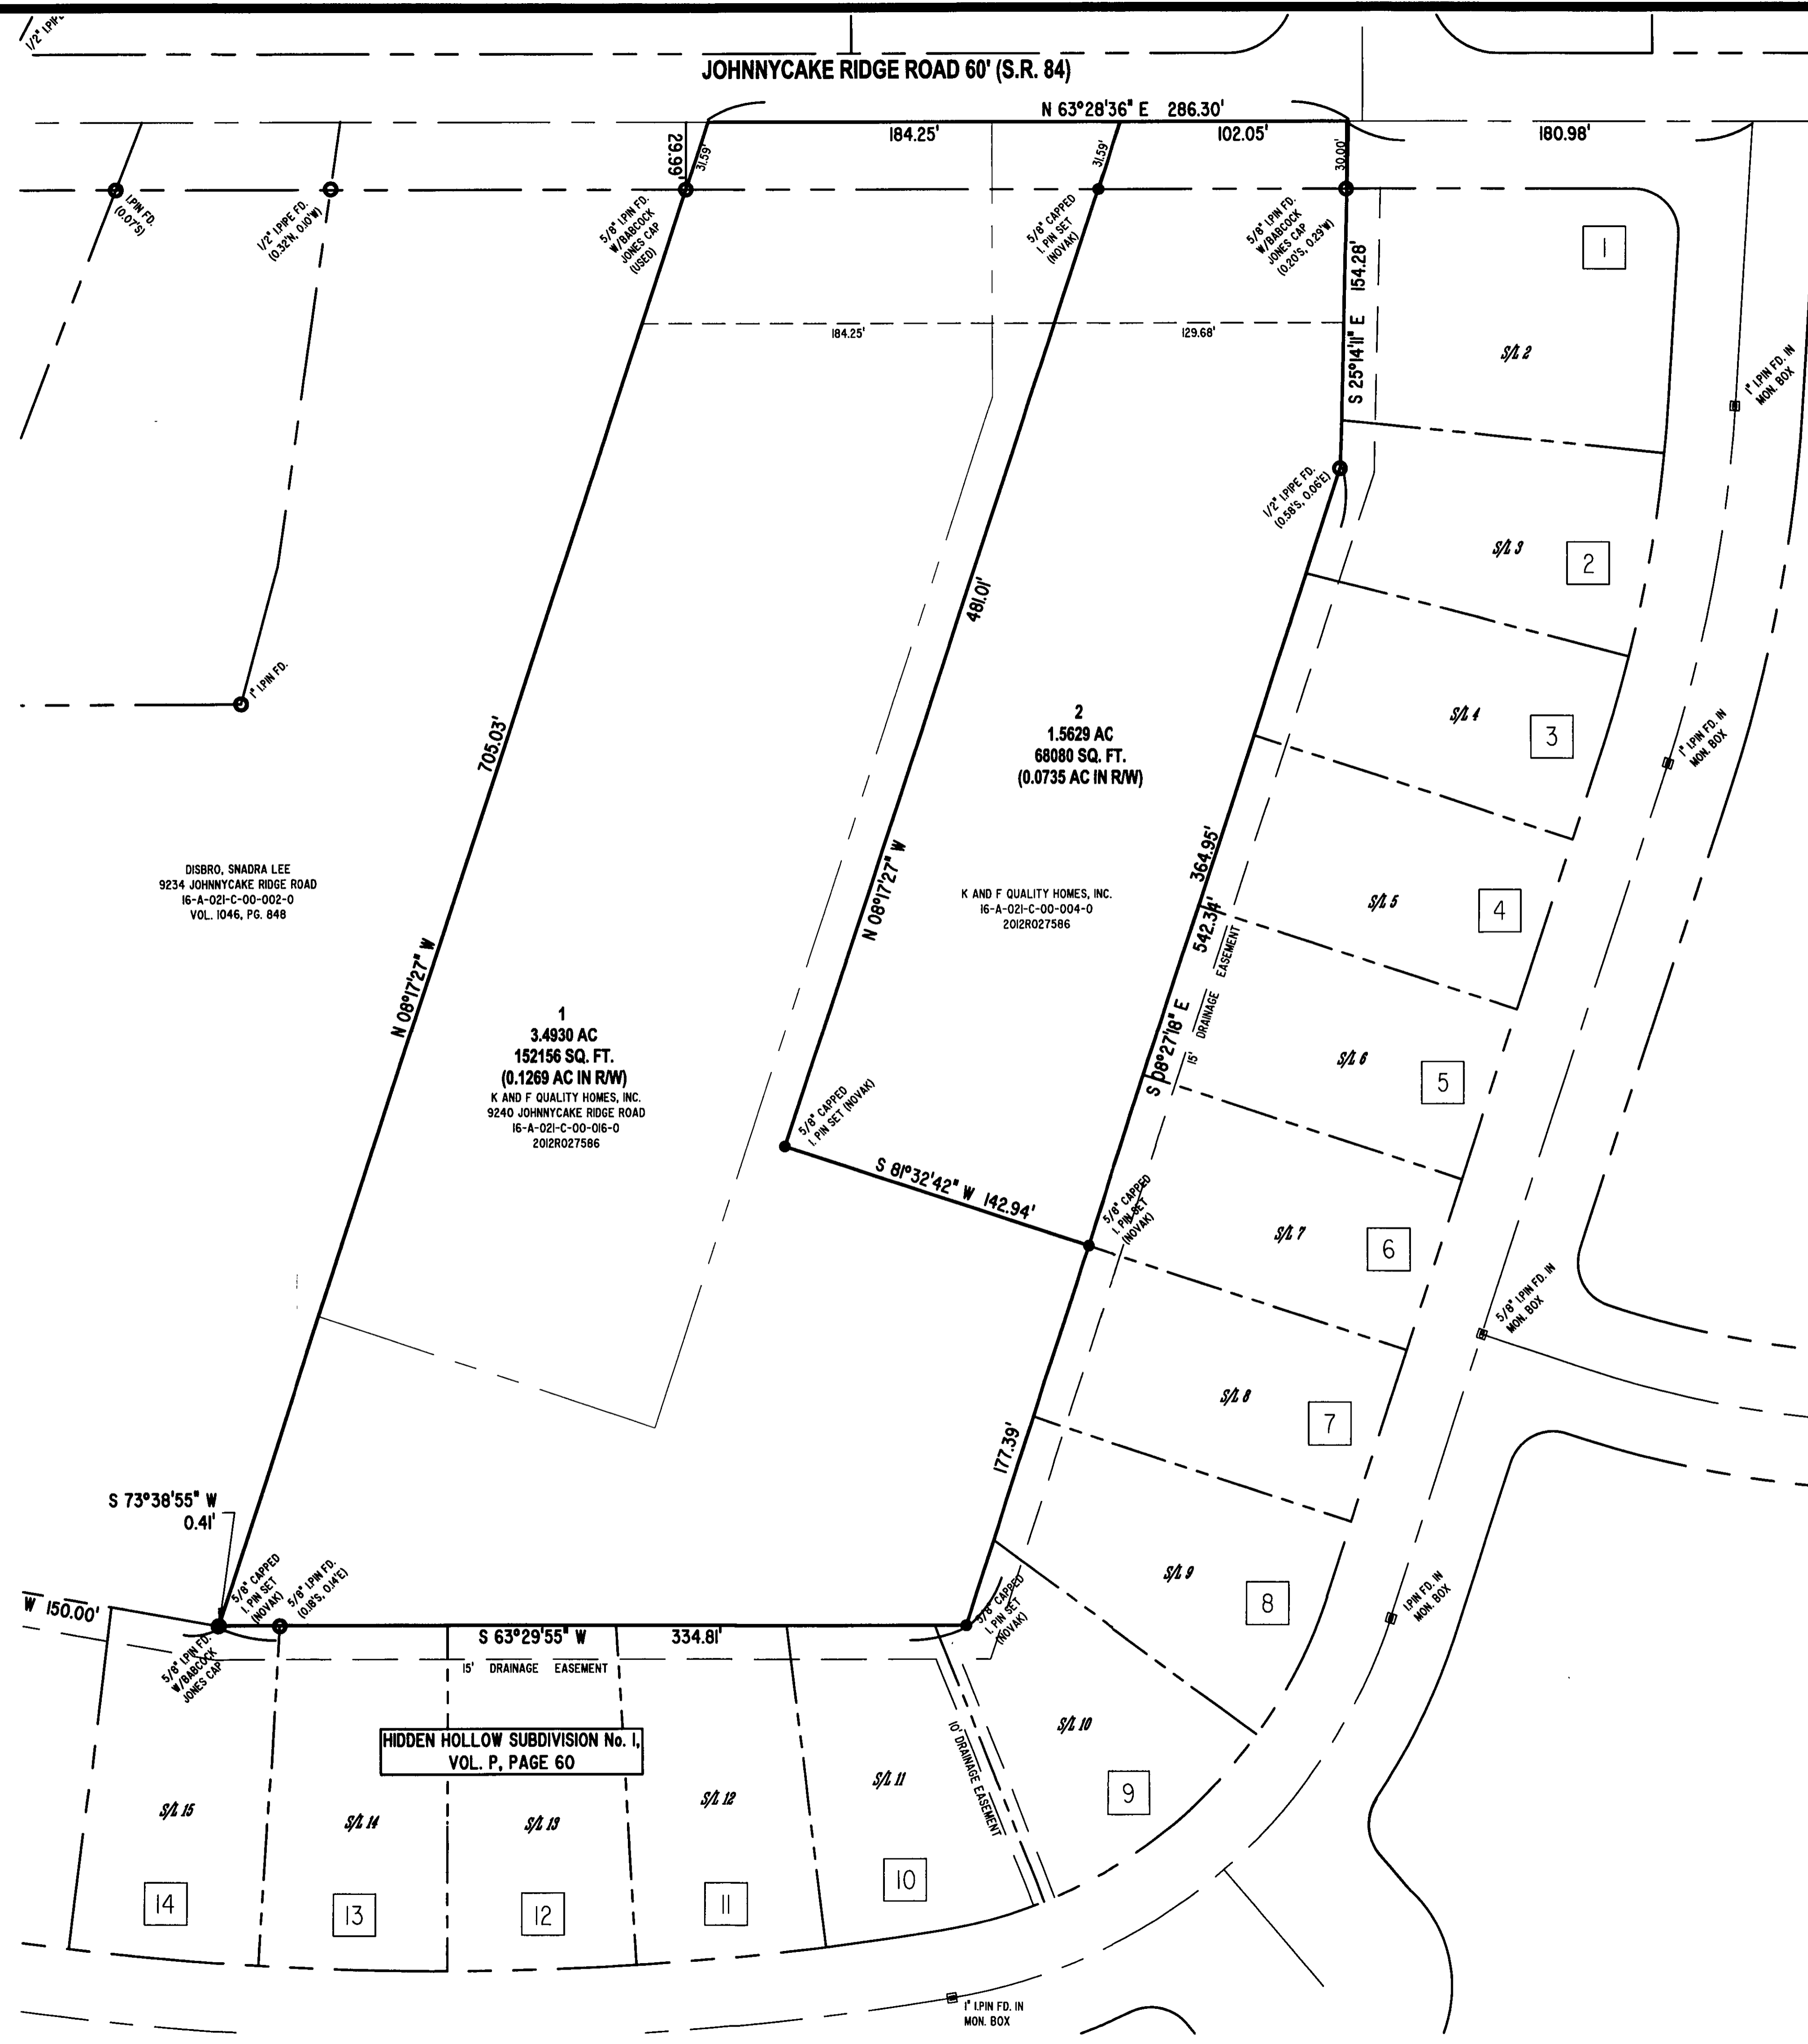 1/2" I.PIP
JOHNNYCAKE RIDGE ROAD 60' (S.R. 84)
N 63°28'36" E 286.30'
184.25'
102.05'
180.98'
29.99'
31.59'
31.59'
30.00'
I.PIN FD.
(0.07'S)
1/2" I.PIPE FD.
(0.32'N, 0.10'W)
5/8" I.PIN FD.
W/BABCOCK
JONES CAP
(USED)
5/8" CAPPED
I. PIN SET
(NOVAK)
5/8" I.PIN FD.
W/BABCOCK
JONES CAP
(0.20'S, 0.29'W)
S 25°14'11" E 154.28'
1
184.25'
129.68'
S/L 2
1" I.PIN FD. IN
MON. BOX
1/2" I.PIPE FD.
(0.58'S, 0.06'E)
S/L 3
2
481.01'
1" I.PIN FD.
705.03'
2
1.5629 AC
68080 SQ. FT.
(0.0735 AC IN R/W)
S/L 4
3
1" I.PIN FD. IN
MON. BOX
DISBRO, SNADRA LEE
9234 JOHNNYCAKE RIDGE ROAD
16-A-021-C-00-002-0
VOL. 1046, PG. 848
N 08°17'27" W
N 08°17'27" W
K AND F QUALITY HOMES, INC.
16-A-021-C-00-004-0
2012R027586
364.95'
542.34'
S 08°27'18" E
15' DRAINAGE EASEMENT
S/L 5
4
1
3.4930 AC
152156 SQ. FT.
(0.1269 AC IN R/W)
K AND F QUALITY HOMES, INC.
9240 JOHNNYCAKE RIDGE ROAD
16-A-021-C-00-016-0
2012R027586
S/L 6
5
5/8" CAPPED
I. PIN SET (NOVAK)
S 81°32'42" W 142.94'
5/8" CAPPED
I. PIN SET
(NOVAK)
S/L 7
6
5/8" I.PIN FD. IN
MON. BOX
S/L 8
7
177.39'
S 73°38'55" W
0.41'
5/8" CAPPED
I. PIN SET
(NOVAK)
5/8" I.PIN FD.
(0.18'S, 0.14'E)
S/L 9
8
I.PIN FD. IN
MON. BOX
W 150.00'
5/8" I.PIN FD.
W/BABCOCK
JONES CAP
S 63°29'55" W 334.81'
15' DRAINAGE EASEMENT
5/8" CAPPED
I. PIN SET
(NOVAK)
HIDDEN HOLLOW SUBDIVISION No. 1,
VOL. P, PAGE 60
10' DRAINAGE EASEMENT
S/L 10
9
S/L 15
S/L 14
S/L 13
S/L 12
S/L 11
14
13
12
11
10
1" I.PIN FD. IN
MON. BOX